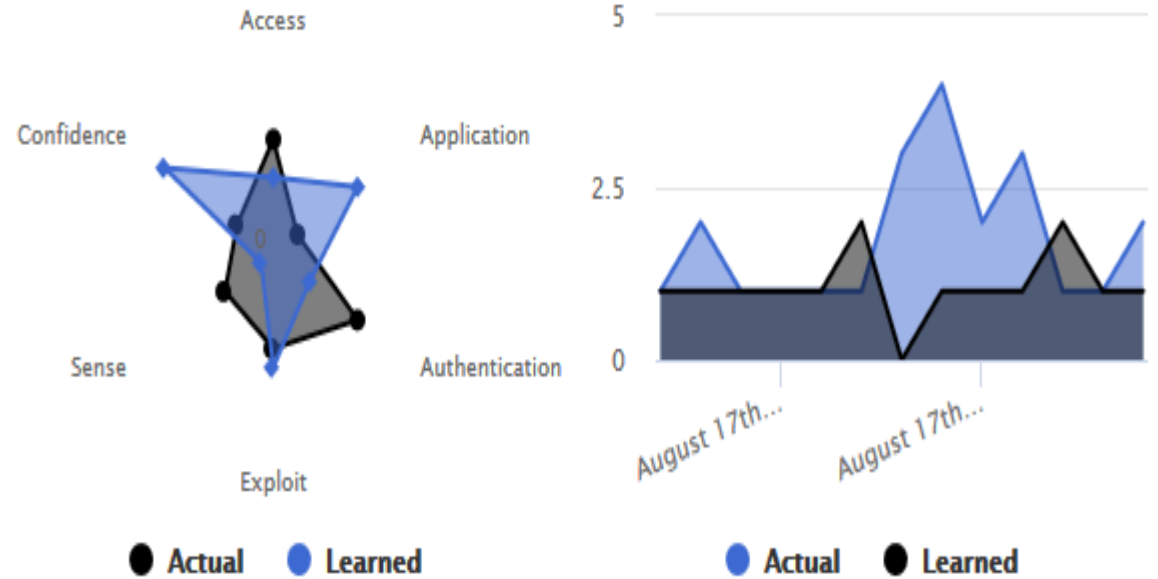 Access
Confidence
Application
0
Sense
Authentication
Exploit
Actual
Learned
5
2.5
0
August 17th...
August 17th...
Actual
Learned